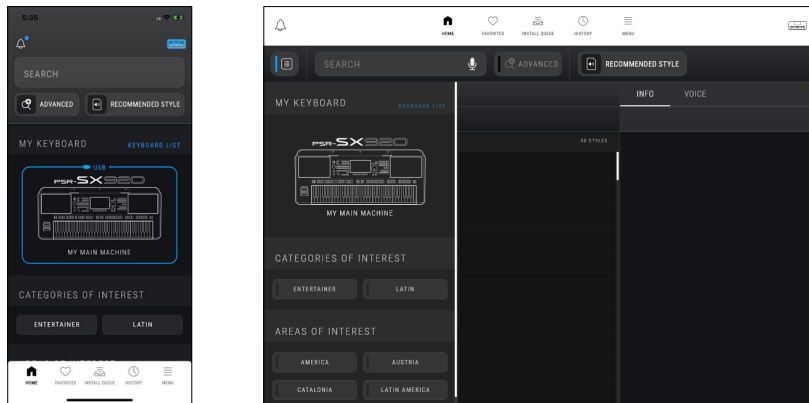 5:35
SEARCH
ADVANCED
RECOMMENDED STYLE
MY KEYBOARD
KEYBOARD LIST
USB
PSR-SX920
MY MAIN MACHINE
CATEGORIES OF INTEREST
ENTERTAINER
LATIN
HOME
FAVORITES
INSTALL QUEUE
HISTORY
MENU
HOME
FAVORITES
INSTALL QUEUE
HISTORY
MENU
SEARCH
ADVANCED
RECOMMENDED STYLE
MY KEYBOARD
KEYBOARD LIST
PSR-SX920
MY MAIN MACHINE
CATEGORIES OF INTEREST
ENTERTAINER
LATIN
AREAS OF INTEREST
AMERICA
AUSTRIA
CATALONIA
LATIN AMERICA
INFO
VOICE